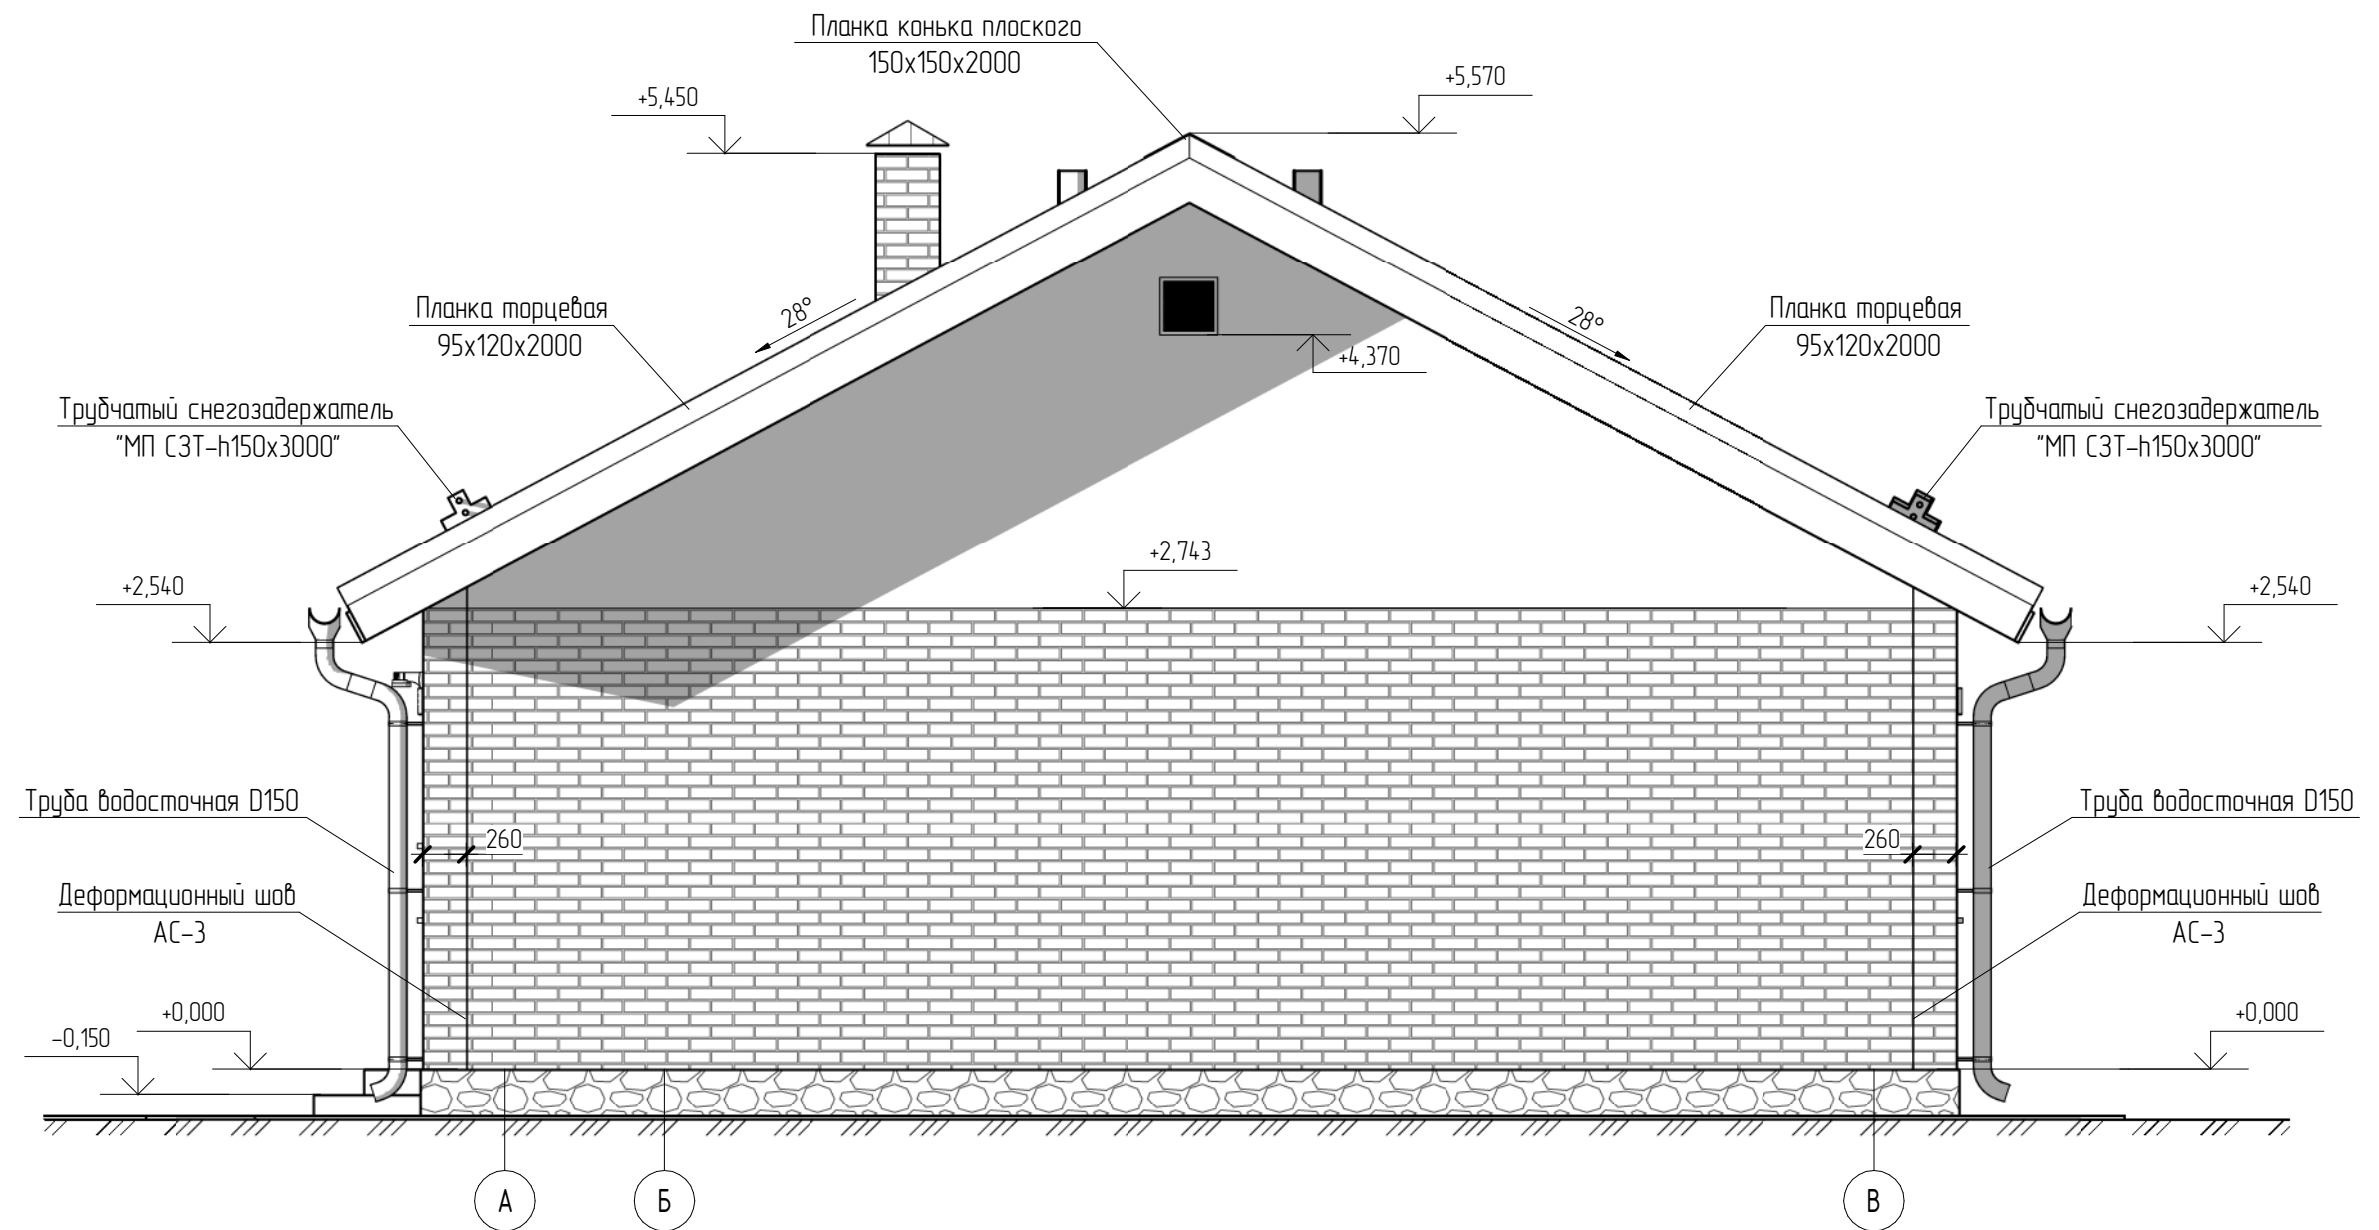 Планка конька плоского
150х150х2000
+5,570
+5,450
28°
28°
Планка торцевая
95х120х2000
Планка торцевая
95х120х2000
+4,370
Трубчатый снегозадержатель
"МП СЗТ-h150х3000"
Трубчатый снегозадержатель
"МП СЗТ-h150х3000"
+2,743
+2,540
+2,540
Труба водосточная D150
Труба водосточная D150
260
260
Деформационный шов
АС-3
Деформационный шов
АС-3
+0,000
+0,000
-0,150
А
Б
В